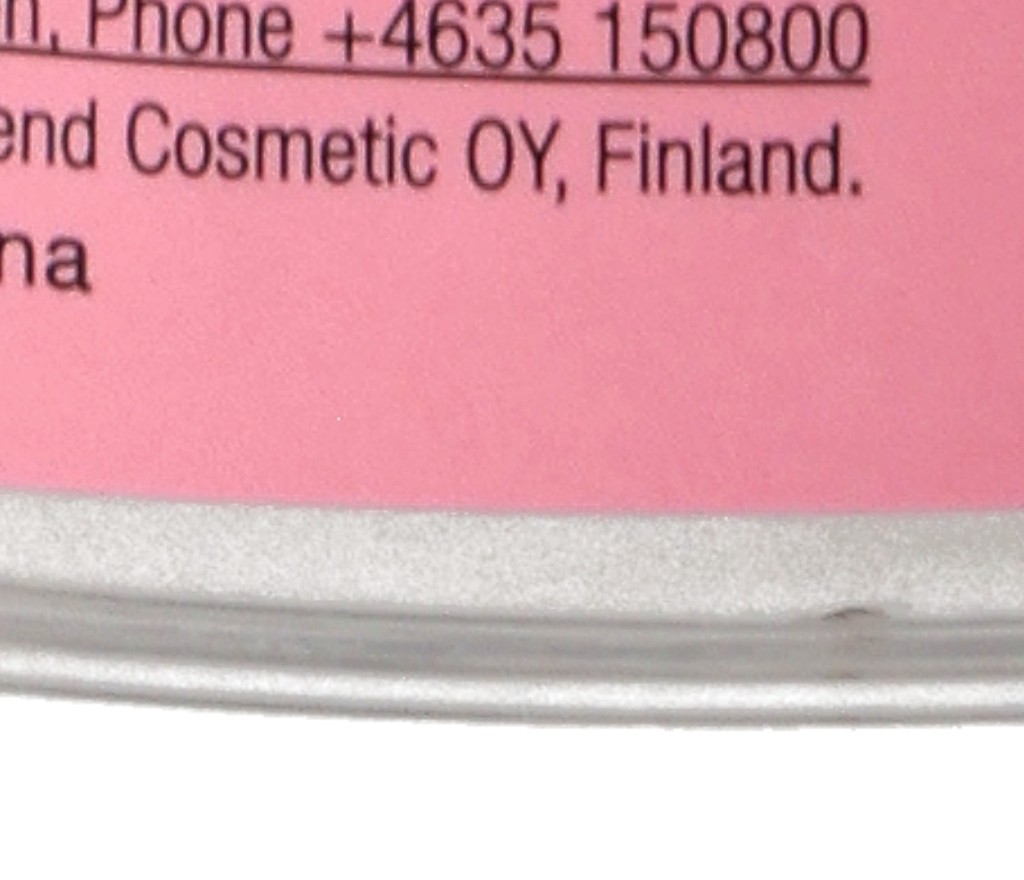 n, Phone +4635 150800
end Cosmetic OY, Finland.
na